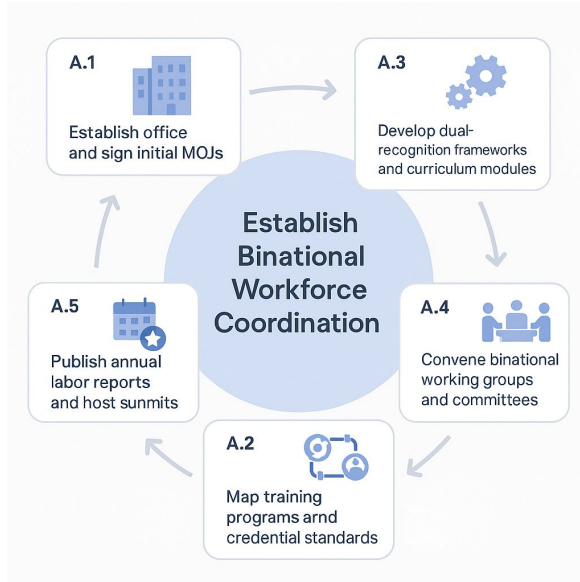 A.1
Establish office
and sign initial MOJs
A.3
Develop dual-
recognition frameworks
and curriculum modules
Establish
Binational
Workforce
Coordination
A.5
Publish annual
labor reports
and host sunmits
A.4
Convene binational
working groups
and committees
A.2
Map training
programs arnd
credential standards